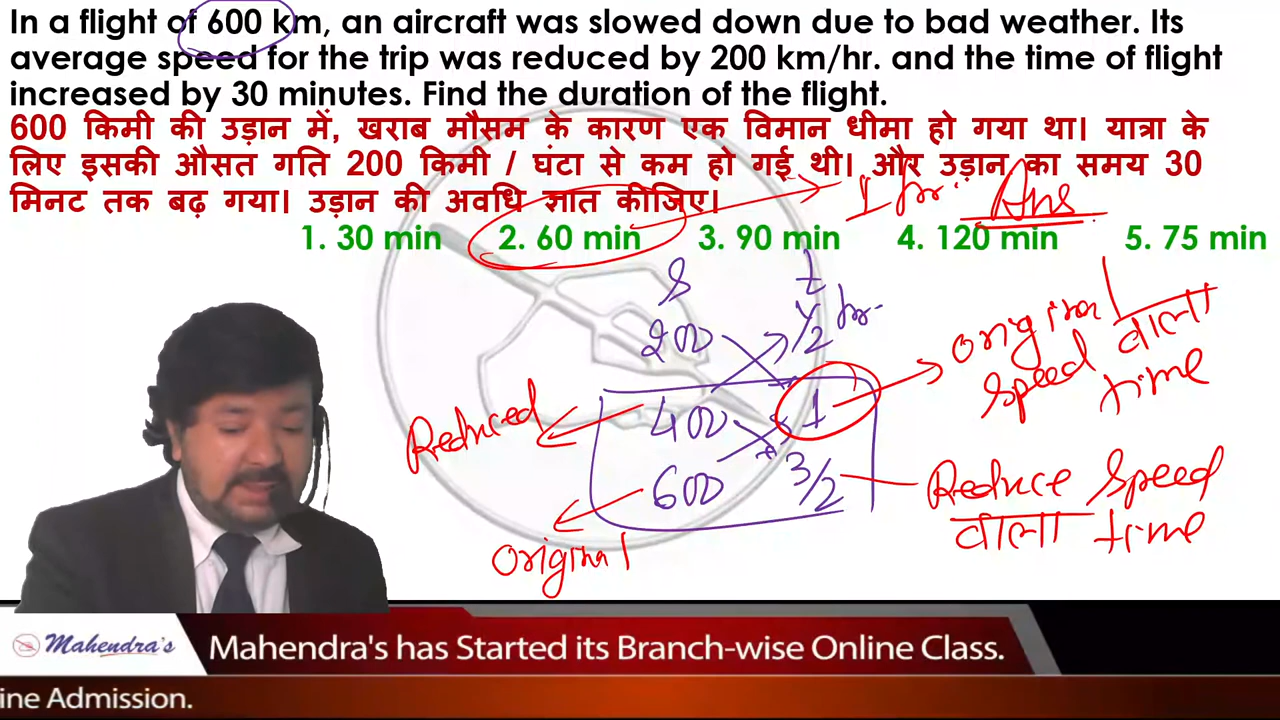 In a flight of 600 km, an aircraft was slowed down due to bad weather. Its
average speed for the trip was reduced by 200 km/hr. and the time of flight
increased by 30 minutes. Find the duration of the flight.
600 किमी की उड़ान में, खराब मौसम के कारण एक विमान धीमा हो गया था। यात्रा के
लिए इसकी औसत गति 200 किमी / घंटा से कम हो गई थी। और उड़ान का समय 30
मिनट तक बढ़ गया। उड़ान की अवधि ज्ञात कीजिए।
1 hr. Ans
1. 30 min 2. 60 min 3. 90 min 4. 120 min 5. 75 min
S t
200 1/2 hr.
original वाला
speed time
Reduced 400 1
600 3/2
Reduce speed
वाला time
original
Mahendra's
Mahendra's has Started its Branch-wise Online Class.
ine Admission.